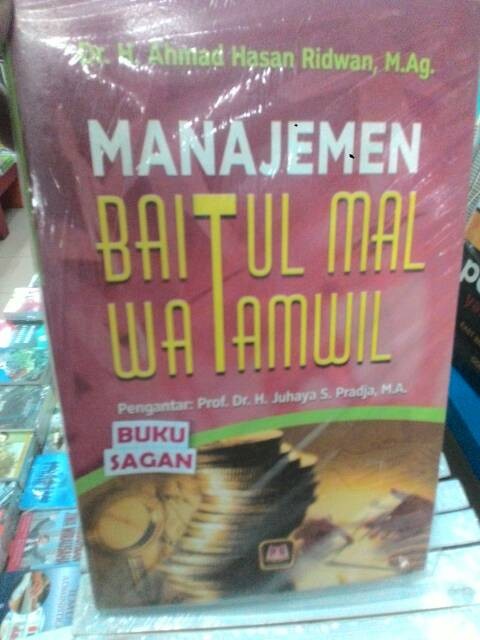 Dr. H. Ahmad Hasan Ridwan, M.Ag.
MANAJEMEN
BAITUL MAL
WA TAMWIL
Pengantar: Prof. Dr. H. Juhaya S. Pradja, M.A.
BUKU
SAGAN